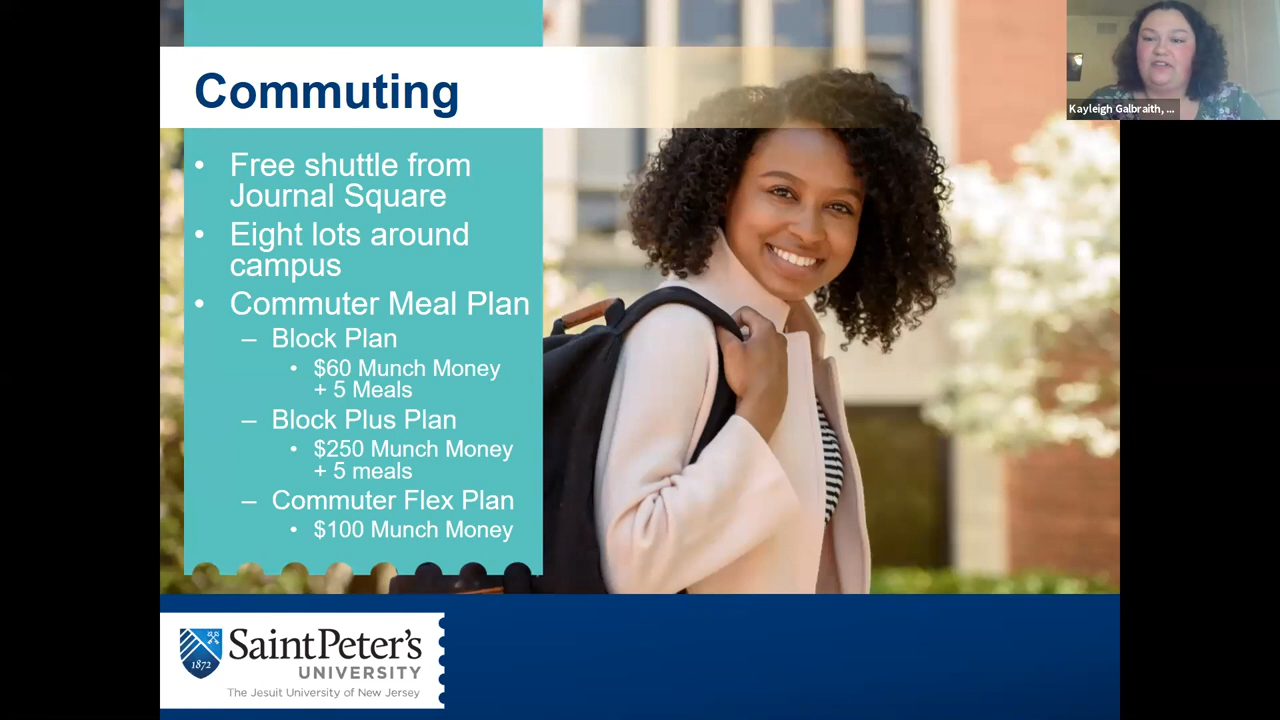 Commuting
• Free shuttle from
Journal Square
• Eight lots around
campus
• Commuter Meal Plan
– Block Plan
• $60 Munch Money
+ 5 Meals
– Block Plus Plan
• $250 Munch Money
+ 5 meals
– Commuter Flex Plan
• $100 Munch Money
Kayleigh Galbraith, ...
1872
Saint Peter's
UNIVERSITY
The Jesuit University of New Jersey